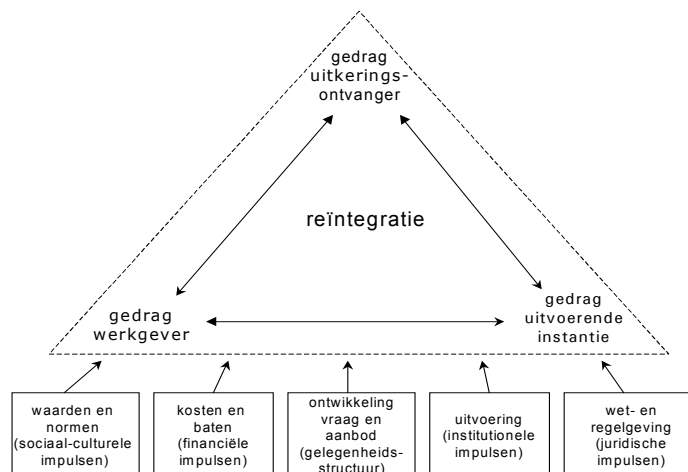 gedrag
uitkerings-
ontvanger
reïntegratie
gedrag
werkgever
gedrag
uitvoerende
instantie
waarden en
normen
(sociaal-culturele
impulsen)
kosten en
baten
(financiële
impulsen)
ontwikkeling
vraag en
aanbod
(gelegenheids-
structuur)
uitvoering
(institutionele
impulsen)
wet- en
regelgeving
(juridische
impulsen)